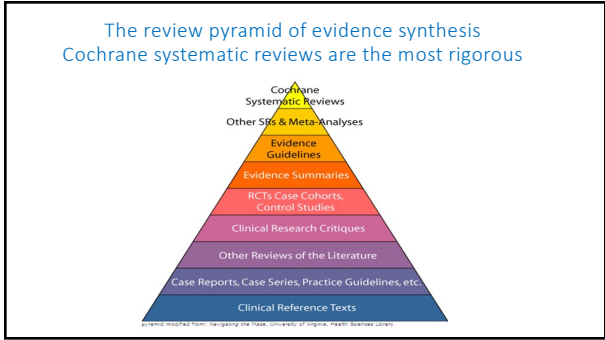 The review pyramid of evidence synthesis
Cochrane systematic reviews are the most rigorous
Cochrane
Systematic Reviews
Other SRs & Meta-Analyses
Evidence
Guidelines
Evidence Summaries
RCTs Case Cohorts,
Control Studies
Clinical Research Critiques
Other Reviews of the Literature
Case Reports, Case Series, Practice Guidelines, etc.
Clinical Reference Texts
pyramid modified from: Navigating the Maze, University of Virginia, Health Sciences Library